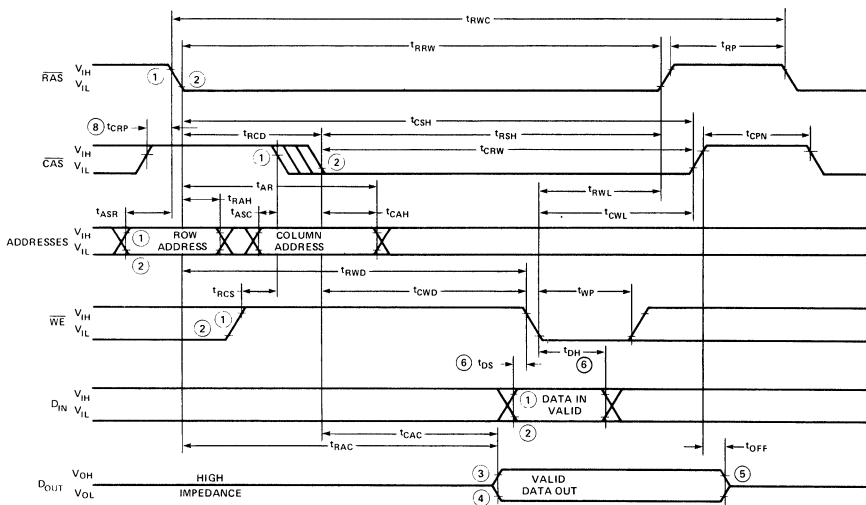 tRWC
tRRW
tRP
RAS VIH VIL 1 2
8 tCRP
tCSH
tRCD
tRSH
tCPN
tCRW
CAS VIH VIL 1 2
tAR
tRWL
tRAH
tASR
tASC
tCAH
tCWL
ADDRESSES VIH VIL 1 2
ROW ADDRESS
COLUMN ADDRESS
tRWD
tRCS
tCWD
tWP
WE VIH VIL 2 1
tDH
6 tDS 6
DIN VIH VIL 1 2
DATA IN VALID
tCAC
tRAC
tOFF
DOUT VOH VOL
HIGH IMPEDANCE
3 4
VALID DATA OUT
5